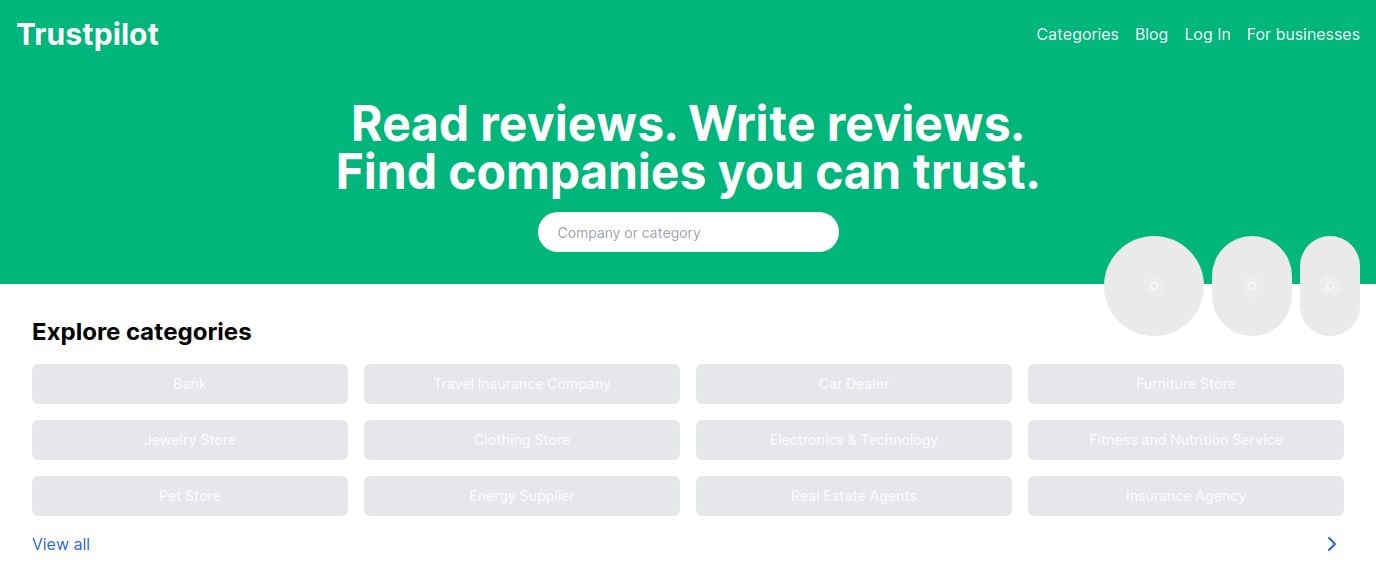 Trustpilot
Categories Blog Log In For businesses
Read reviews. Write reviews.
Find companies you can trust.
Company or category
Explore categories
Bank Travel Insurance Company Car Dealer Furniture Store
Jewelry Store Clothing Store Electronics & Technology Fitness and Nutrition Service
Pet Store Energy Supplier Real Estate Agents Insurance Agency
View all